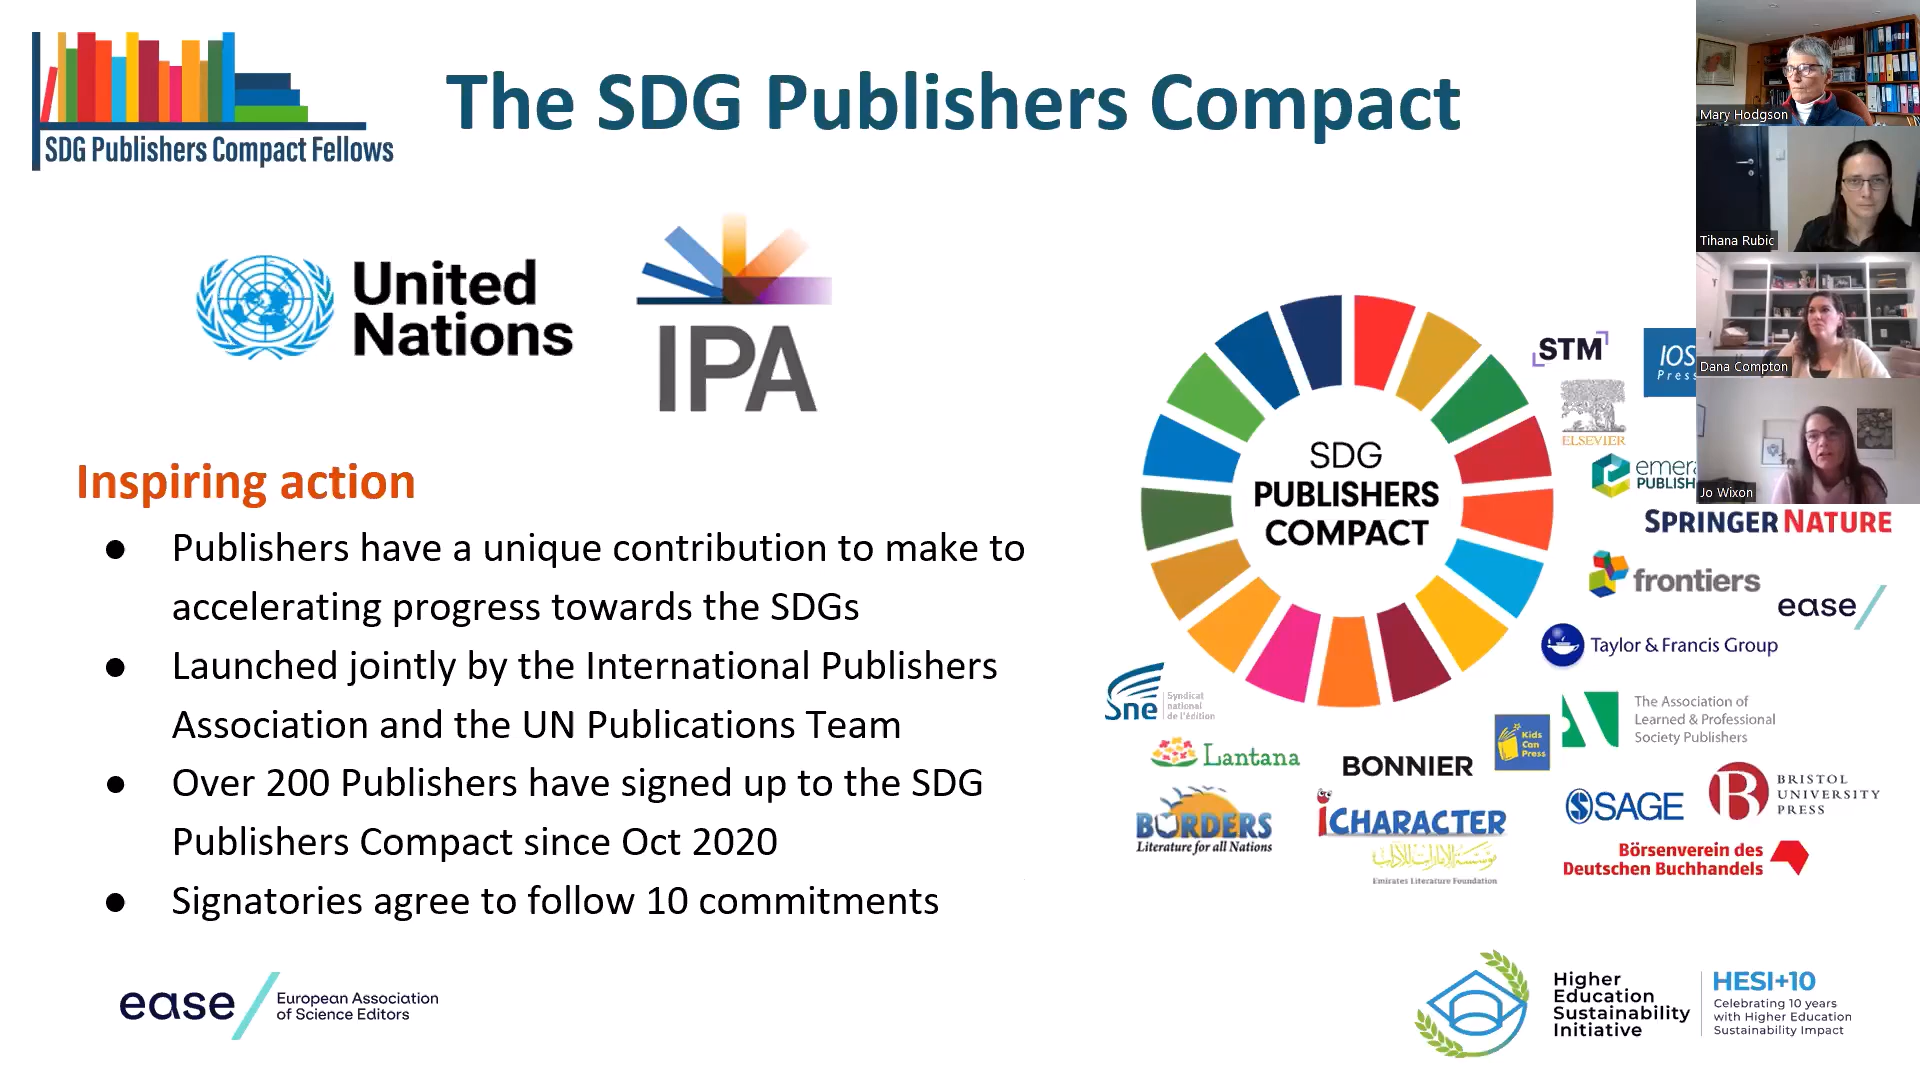 SDG Publishers Compact Fellows
The SDG Publishers Compact
United
Nations
IPA
Inspiring action
● Publishers have a unique contribution to make to
accelerating progress towards the SDGs
● Launched jointly by the International Publishers
Association and the UN Publications Team
● Over 200 Publishers have signed up to the SDG
Publishers Compact since Oct 2020
● Signatories agree to follow 10 commitments
ease
European Association
of Science Editors
SDG
PUBLISHERS
COMPACT
STM
IOS
Press
ELSEVIER
SPRINGER NATURE
frontiers
ease
Taylor & Francis Group
sne
Syndicat
national
de l'édition
The Association of
Learned & Professional
Society Publishers
Lantana
BONNIER
Kids
Can
Press
BORDERS
Literature for all Nations
iCHARACTER
مؤسسة الإمارات للآداب
Emirates Literature Foundation
SAGE
BRISTOL
UNIVERSITY
PRESS
Börsenverein des
Deutschen Buchhandels
Higher
Education
Sustainability
Initiative
HESI+10
Celebrating 10 years
with Higher Education
Sustainability Impact
Mary Hodgson
Tihana Rubic
Dana Compton
Jo Wixon